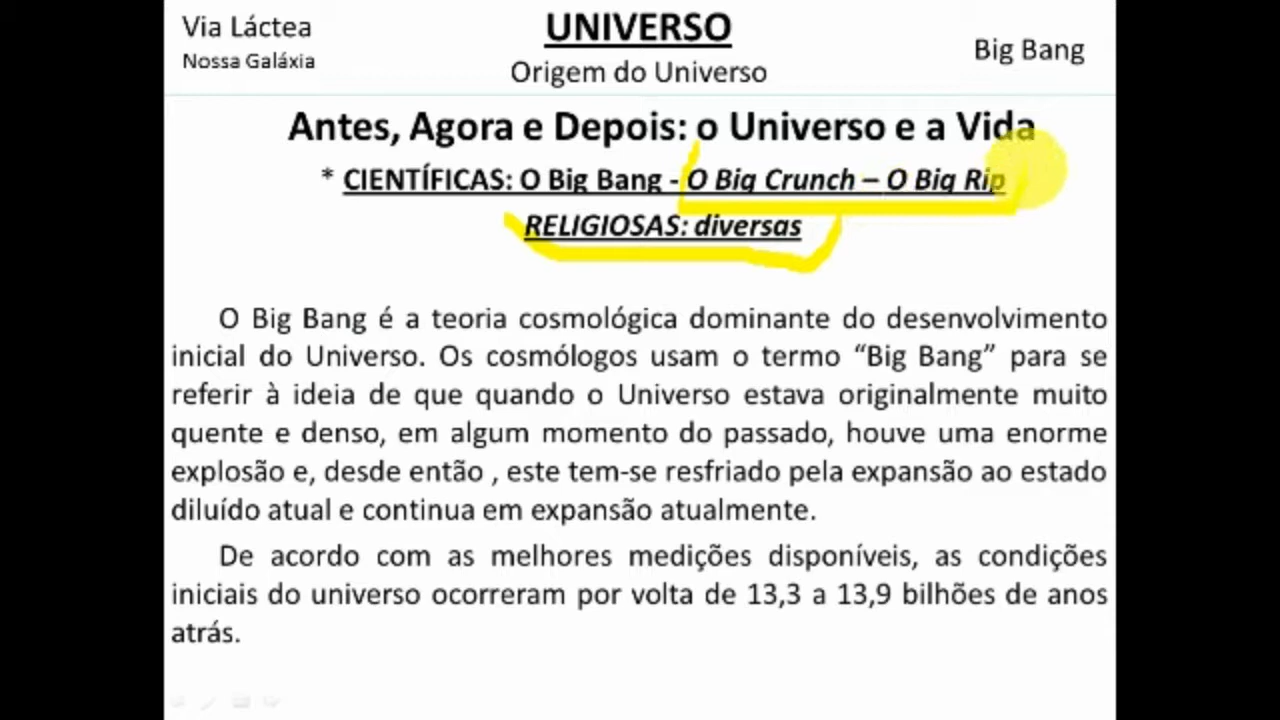 Via Láctea
Nossa Galáxia
UNIVERSO
Origem do Universo
Big Bang
Antes, Agora e Depois: o Universo e a Vida
* CIENTÍFICAS: O Big Bang - O Big Crunch – O Big Rip
RELIGIOSAS: diversas
O Big Bang é a teoria cosmológica dominante do desenvolvimento
inicial do Universo. Os cosmólogos usam o termo “Big Bang” para se
referir à ideia de que quando o Universo estava originalmente muito
quente e denso, em algum momento do passado, houve uma enorme
explosão e, desde então , este tem-se resfriado pela expansão ao estado
diluído atual e continua em expansão atualmente.
De acordo com as melhores medições disponíveis, as condições
iniciais do universo ocorreram por volta de 13,3 a 13,9 bilhões de anos
atrás.